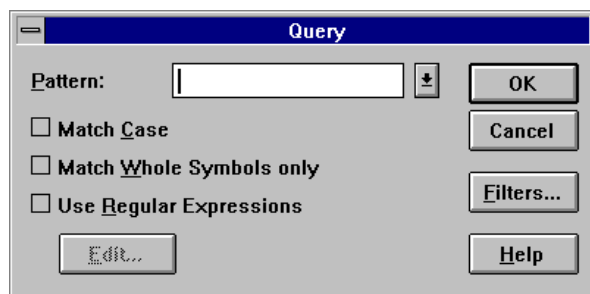 Query
Pattern:
OK
Match Case
Cancel
Match Whole Symbols only
Filters...
Use Regular Expressions
Edit...
Help